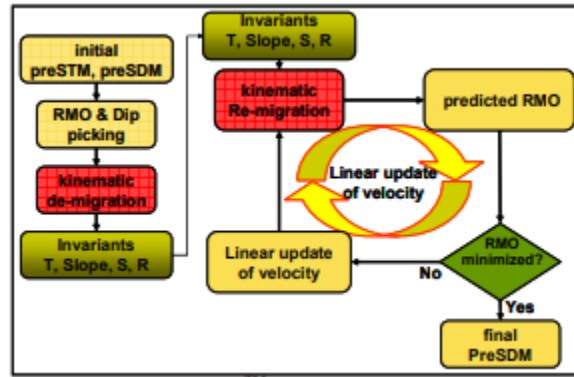 initial
preSTM, preSDM
RMO & Dip
picking
kinematic
de-migration
Invariants
T, Slope, S, R
Invariants
T, Slope, S, R
kinematic
Re-migration
predicted RMO
Linear update
of velocity
Linear update
of velocity
RMO
minimized?
No
Yes
final
PreSDM